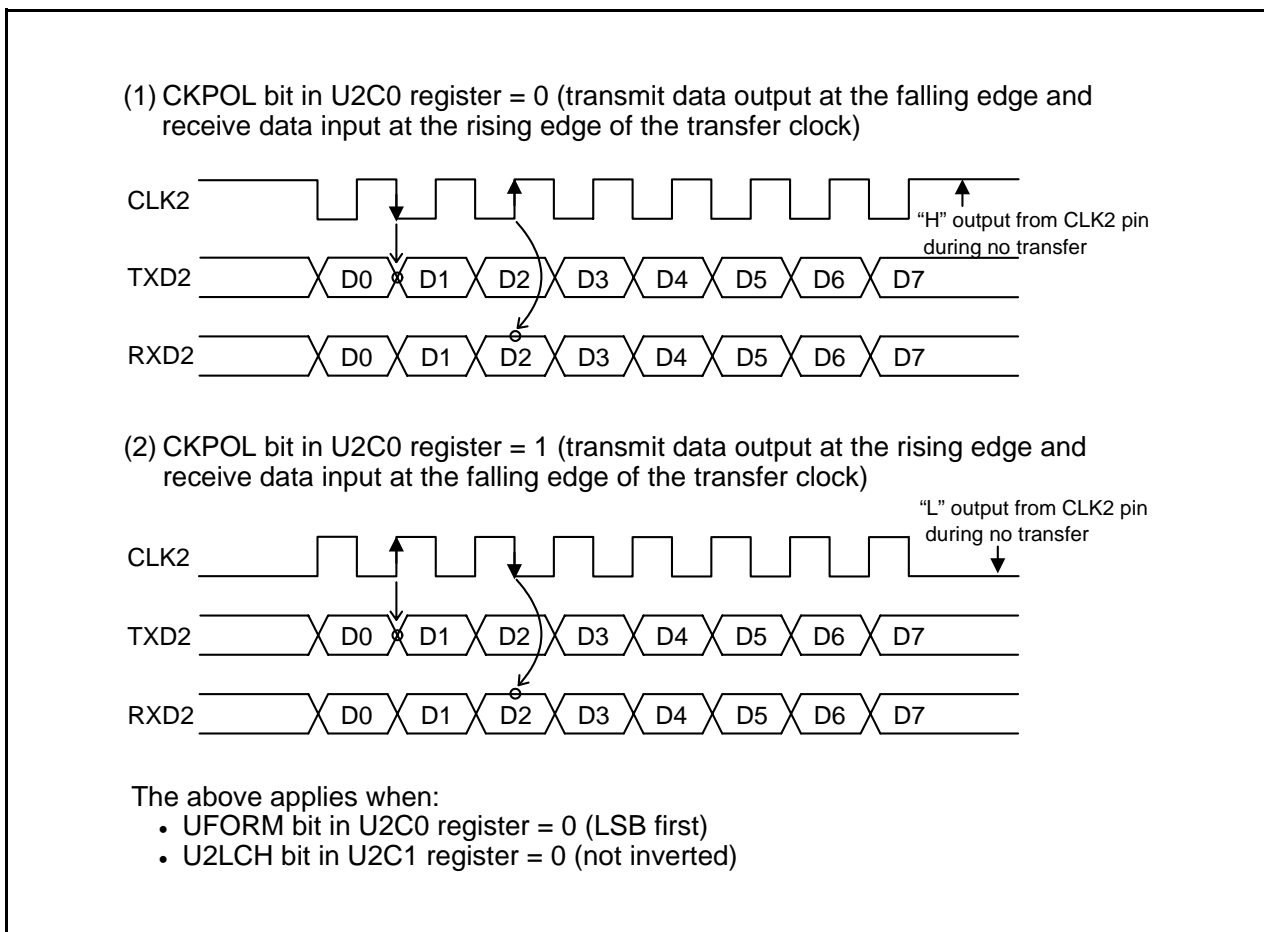 (1) CKPOL bit in U2C0 register = 0 (transmit data output at the falling edge and
receive data input at the rising edge of the transfer clock)
CLK2
“H” output from CLK2 pin
during no transfer
TXD2 D0 D1 D2 D3 D4 D5 D6 D7
RXD2 D0 D1 D2 D3 D4 D5 D6 D7
(2) CKPOL bit in U2C0 register = 1 (transmit data output at the rising edge and
receive data input at the falling edge of the transfer clock)
“L” output from CLK2 pin
during no transfer
CLK2
TXD2 D0 D1 D2 D3 D4 D5 D6 D7
RXD2 D0 D1 D2 D3 D4 D5 D6 D7
The above applies when:
• UFORM bit in U2C0 register = 0 (LSB first)
• U2LCH bit in U2C1 register = 0 (not inverted)